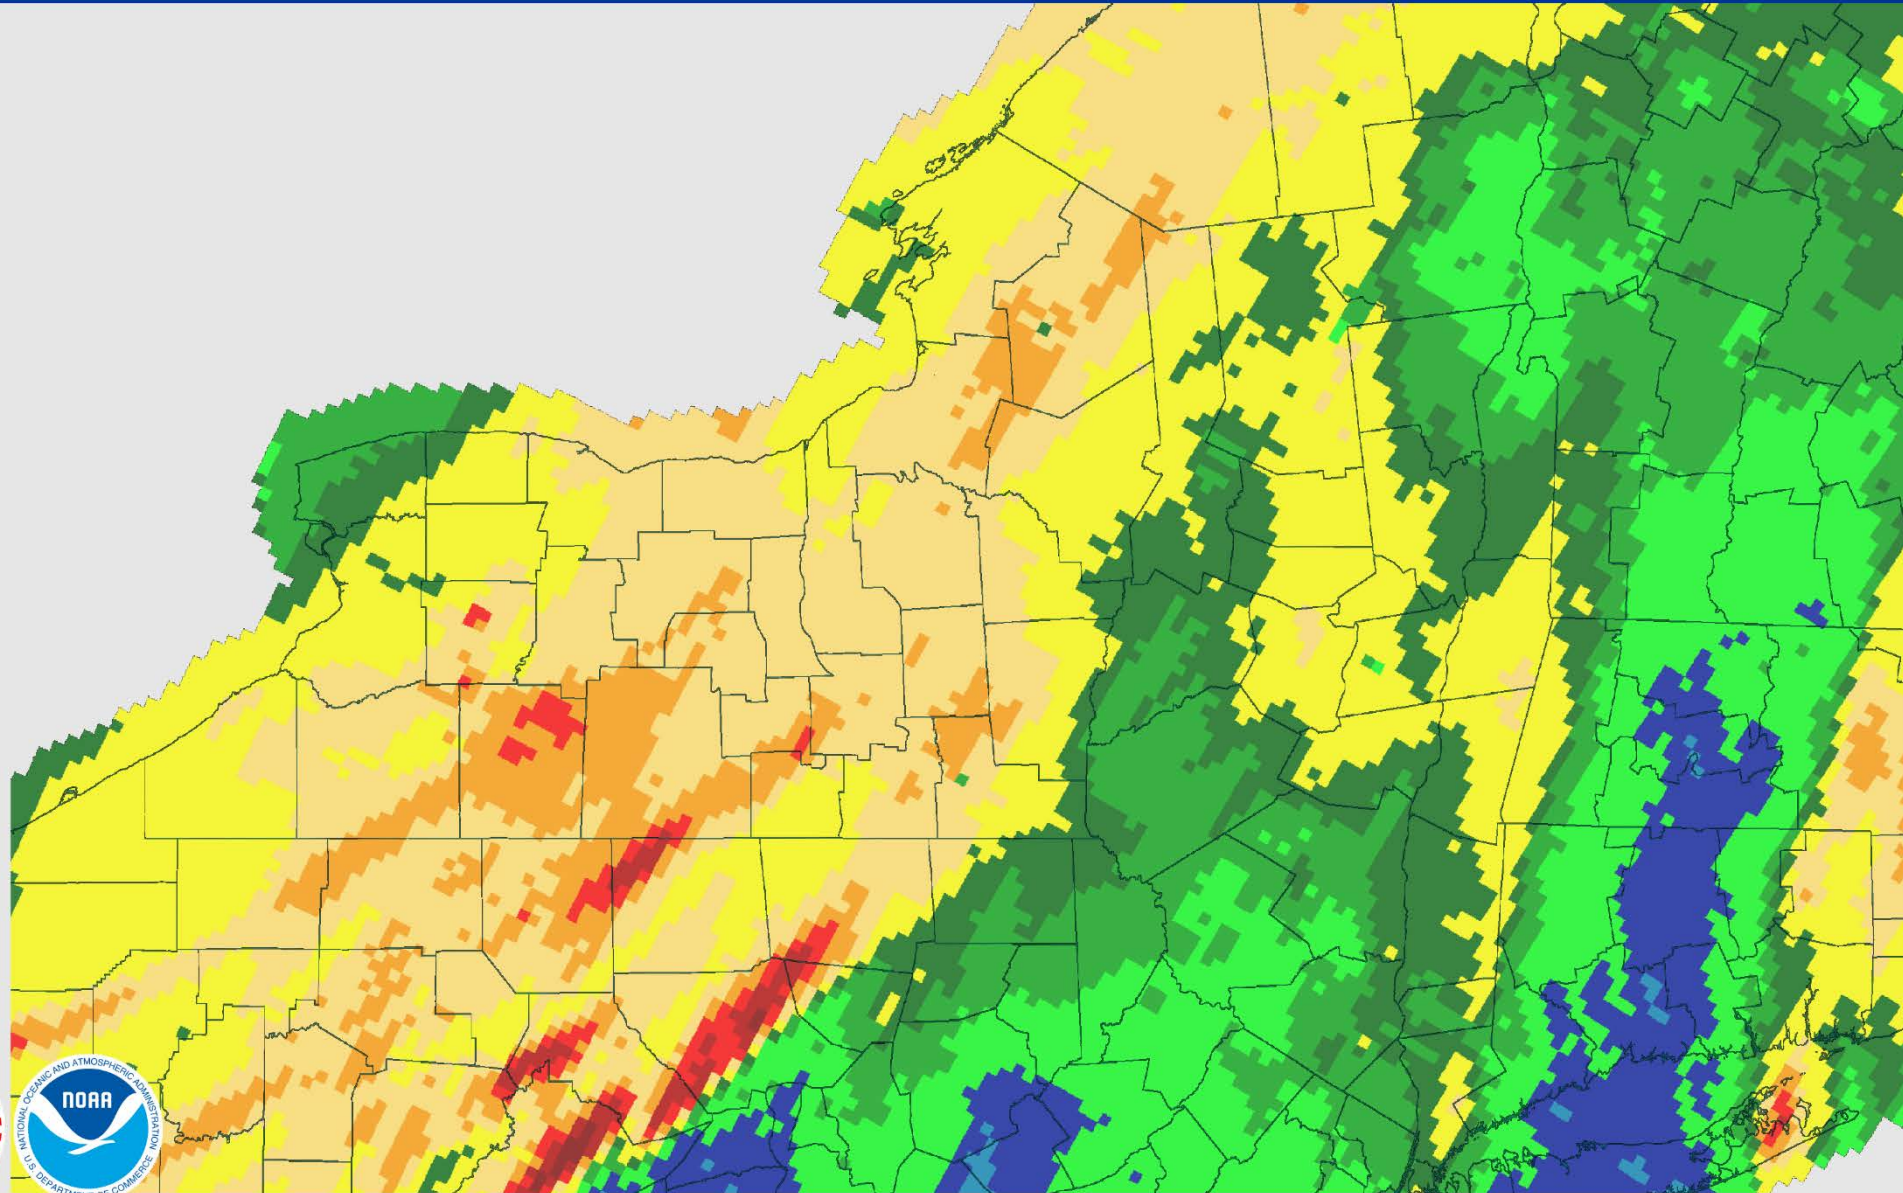 NATIONAL OCEANIC AND ATMOSPHERIC ADMINISTRATION
NOAA
U.S. DEPARTMENT OF COMMERCE